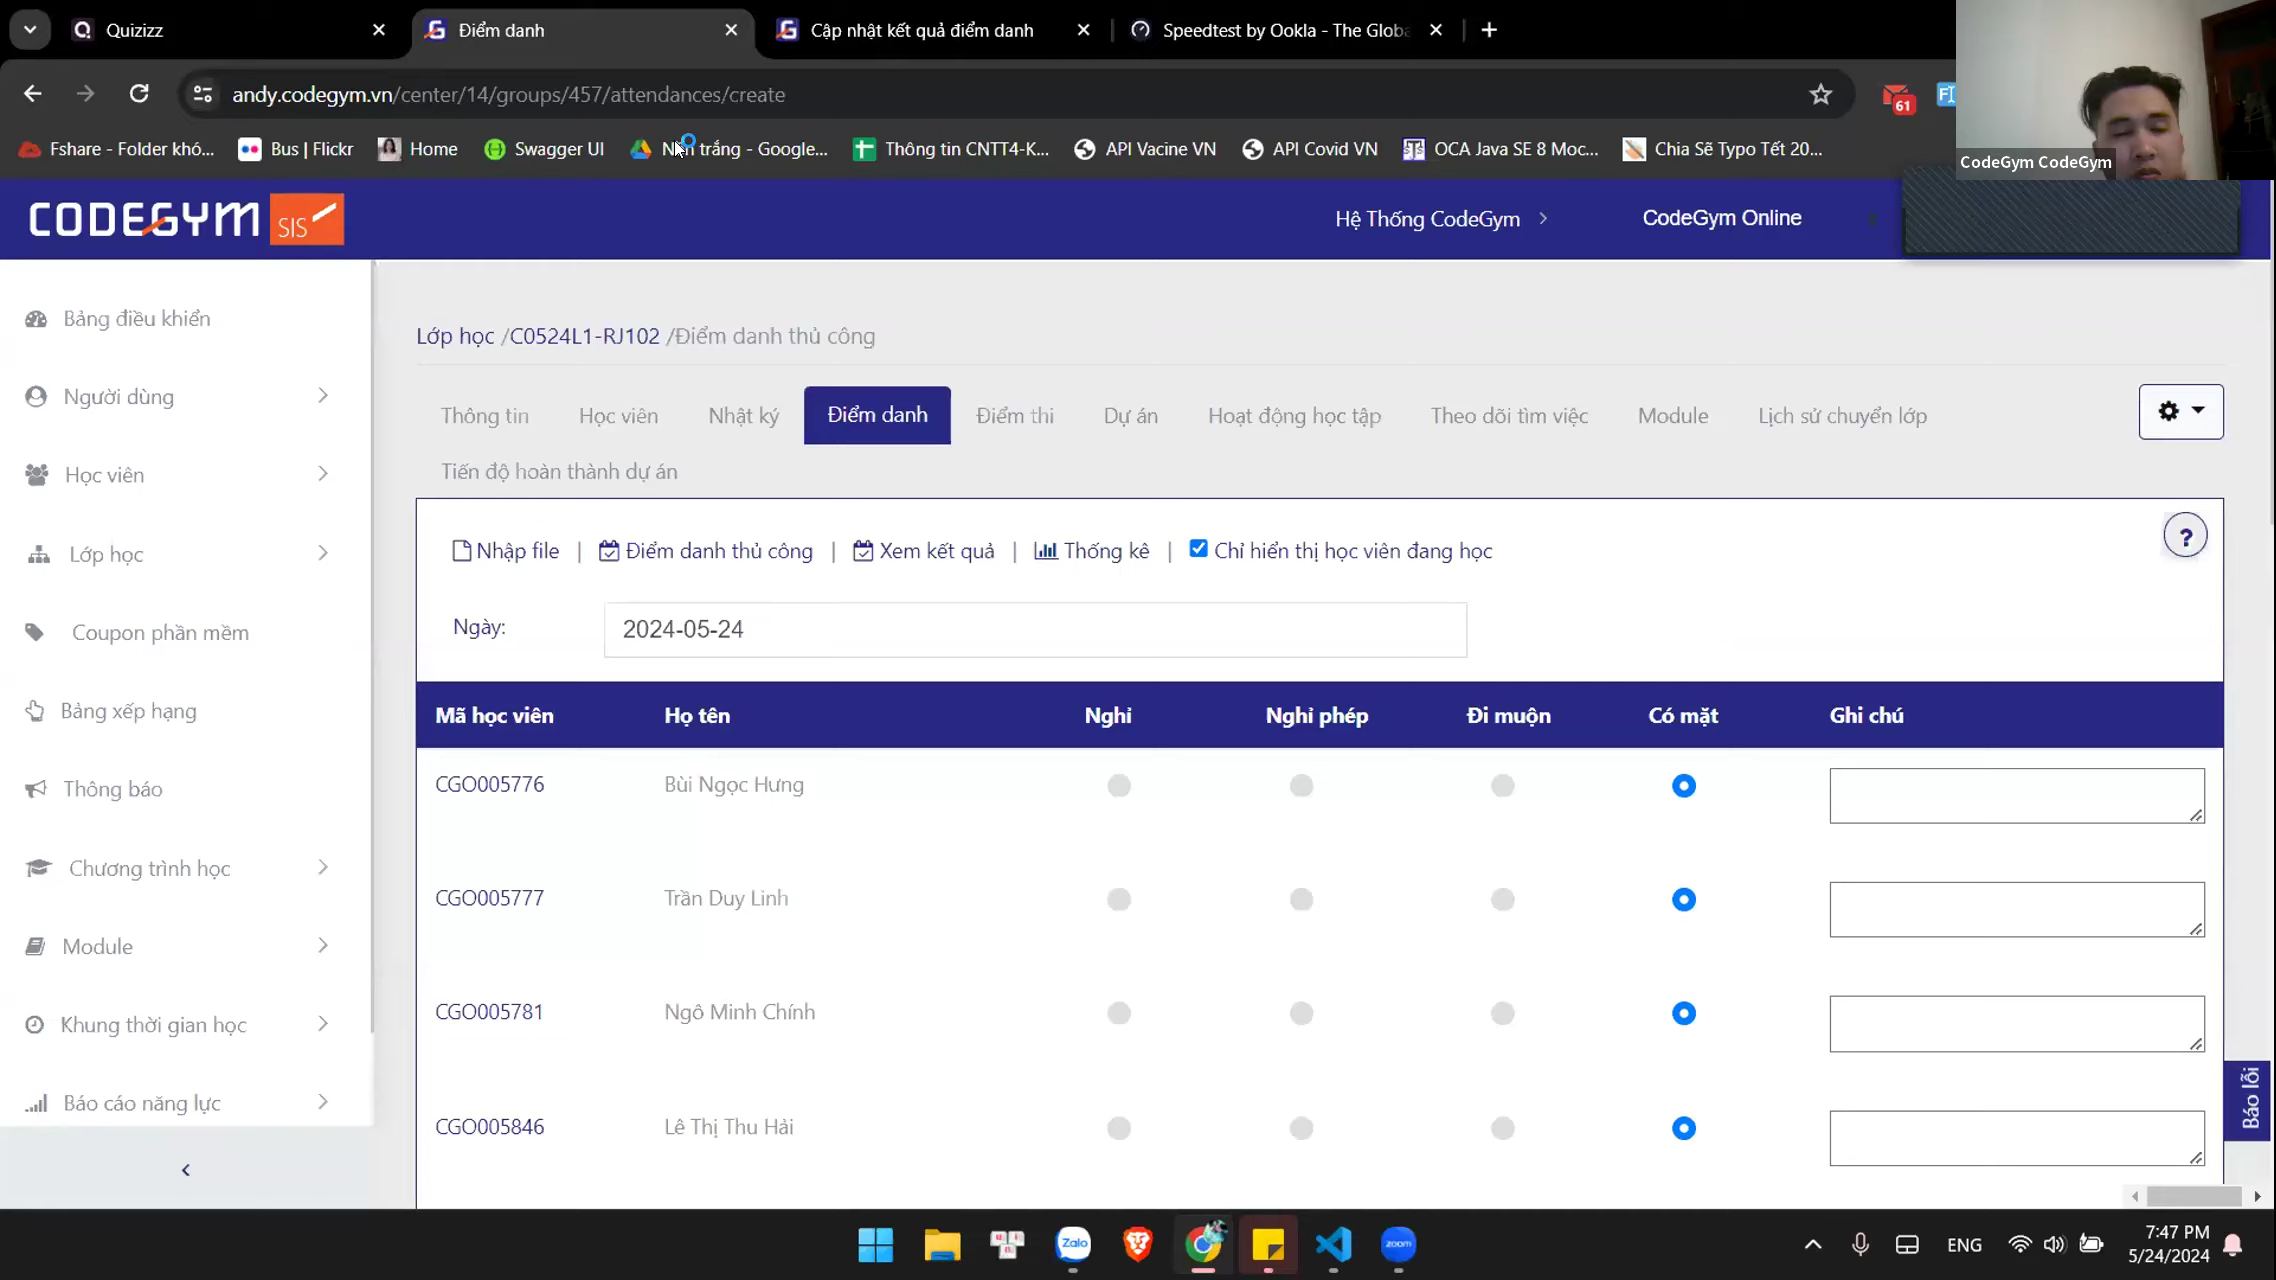 Quizizz
Điểm danh
Cập nhật kết quả điểm danh
Speedtest by Ookla - The Globa
andy.codegym.vn/center/14/groups/457/attendances/create
61
Fshare - Folder khó...
Bus | Flickr
Home
Swagger UI
trắng - Google...
Thông tin CNTT4-K...
API Vacine VN
API Covid VN
OCA Java SE 8 Moc...
Chia Sẽ Typo Tết 20...
CodeGym CodeGym
CODEGYM SIS
Hệ Thống CodeGym
CodeGym Online
Bảng điều khiển
Người dùng
Học viên
Lớp học
Coupon phần mềm
Bảng xếp hạng
Thông báo
Chương trình học
Module
Khung thời gian học
Báo cáo năng lực
Lớp học /C0524L1-RJ102 /Điểm danh thủ công
Thông tin
Học viên
Nhật ký
Điểm danh
Điểm thi
Dự án
Hoạt động học tập
Theo dõi tìm việc
Module
Lịch sử chuyển lớp
Tiến độ hoàn thành dự án
Nhập file | Điểm danh thủ công | Xem kết quả | Thống kê | Chỉ hiển thị học viên đang học
?
Ngày:
2024-05-24
Mã học viên Họ tên Nghỉ Nghỉ phép Đi muộn Có mặt Ghi chú
CGO005776 Bùi Ngọc Hưng
CGO005777 Trần Duy Linh
CGO005781 Ngô Minh Chính
CGO005846 Lê Thị Thu Hải
Báo lỗi
Zalo
zoom
ENG
7:47 PM
5/24/2024